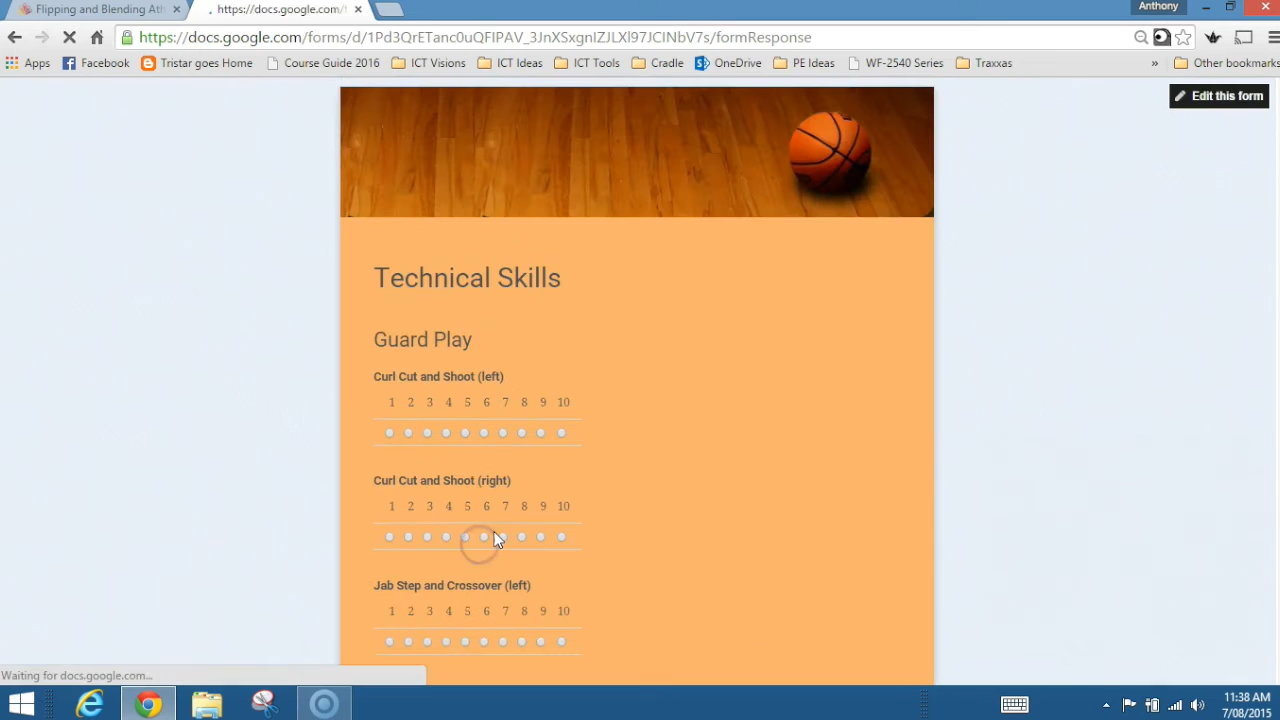 Anthony
Flipping and Blending Ath
https://docs.google.com/f
https://docs.google.com/forms/d/1Pd3QrETanc0uQFIPAV_3JnXSxgnIZJLXl97JCINbV7s/formResponse
Apps Facebook Tristar goes Home Course Guide 2016 ICT Visions ICT Ideas ICT Tools Cradle OneDrive PE Ideas WF-2540 Series Traxxas » Other bookmarks
Edit this form
Technical Skills
Guard Play
Curl Cut and Shoot (left)
1 2 3 4 5 6 7 8 9 10
Curl Cut and Shoot (right)
1 2 3 4 5 6 7 8 9 10
Jab Step and Crossover (left)
1 2 3 4 5 6 7 8 9 10
Waiting for docs.google.com...
11:38 AM
7/08/2015